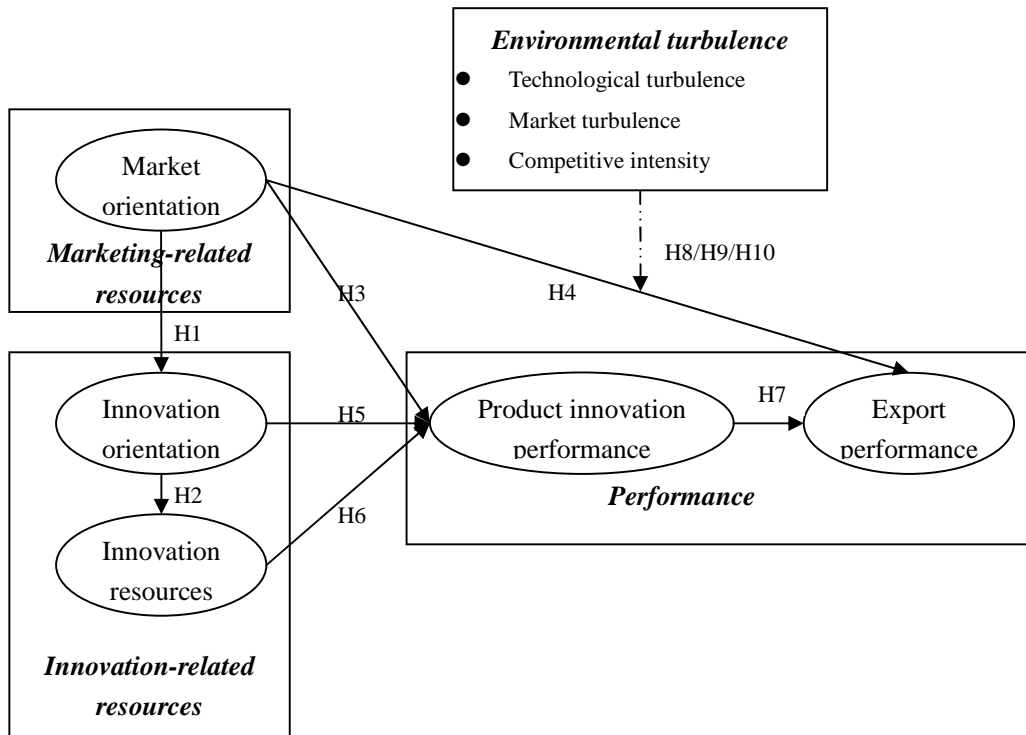 Environmental turbulence
● Technological turbulence
● Market turbulence
● Competitive intensity
Market
orientation
Marketing-related
resources
H8/H9/H10
H3
H4
H1
Innovation
orientation
H5
Product innovation
performance
H7
Export
performance
H2
Performance
H6
Innovation
resources
Innovation-related
resources